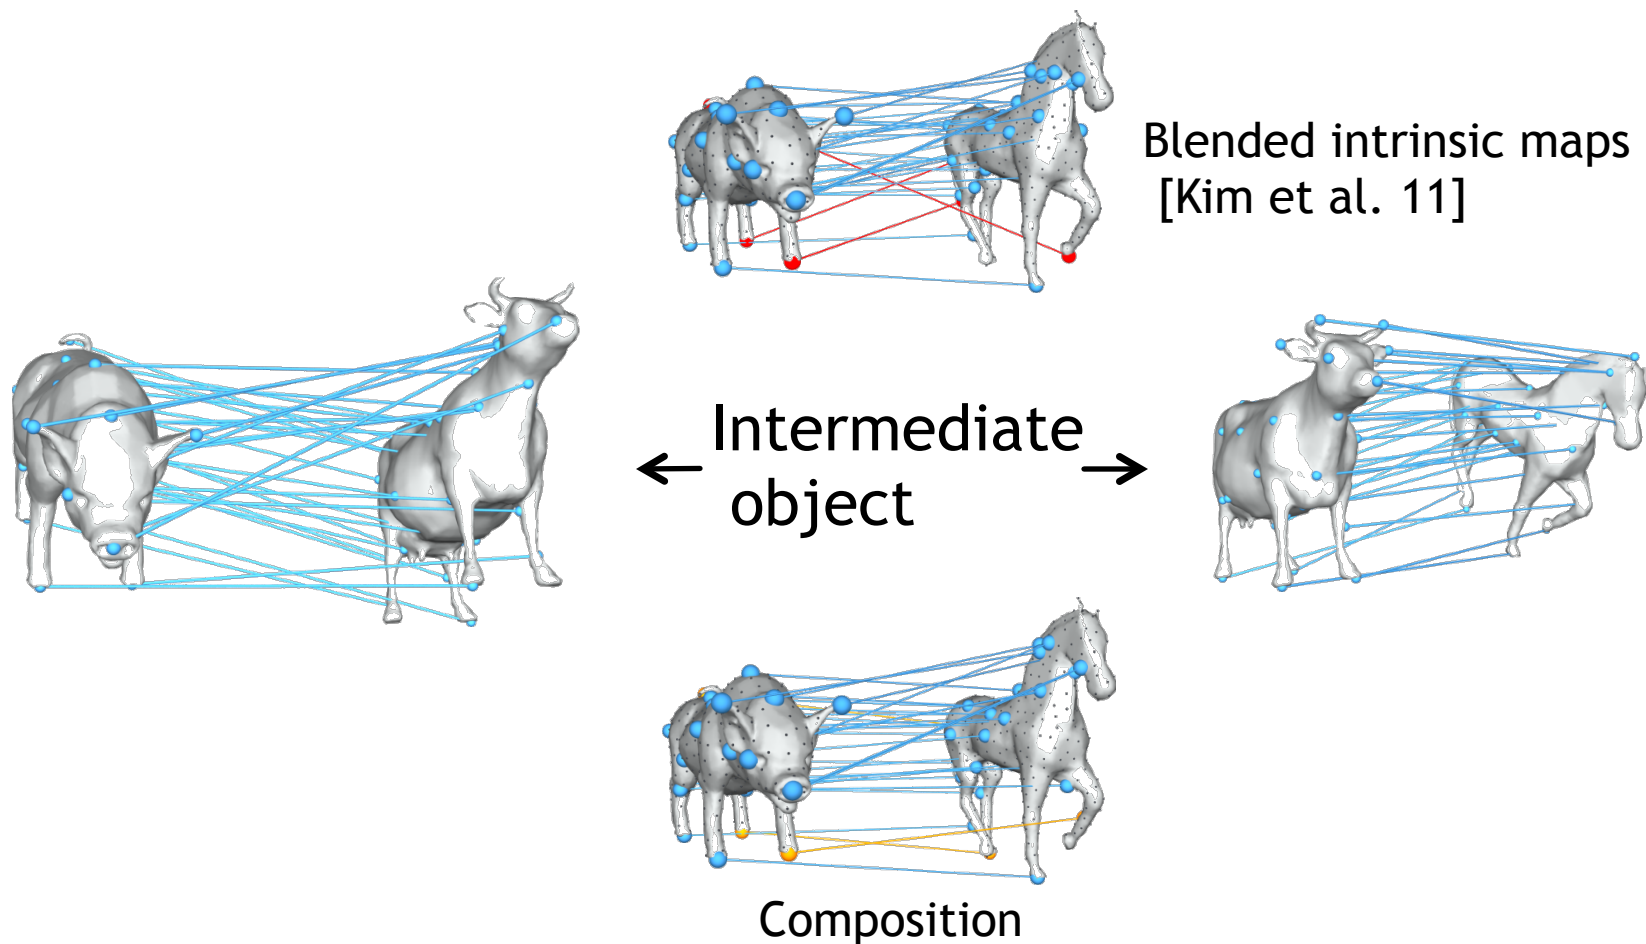 Blended intrinsic maps
[Kim et al. 11]
Intermediate
object
Composition